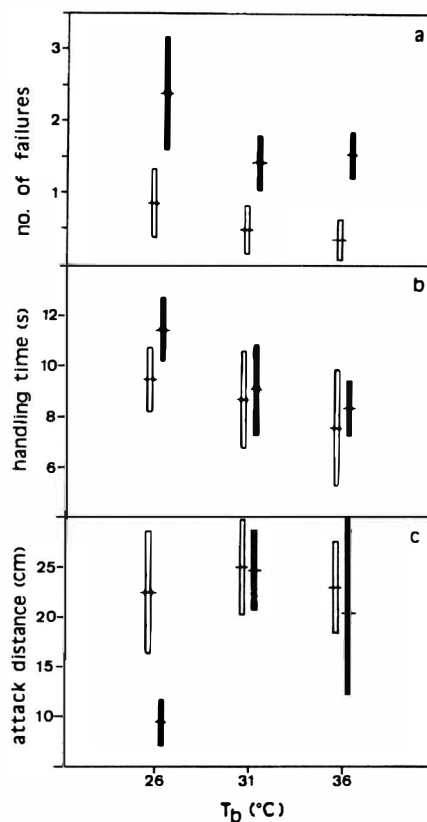 a
3
2
1
no. of failures
b
12
10
8
6
handling time (s)
c
25
20
15
10
attack distance (cm)
26 31 36
Tb (°C)